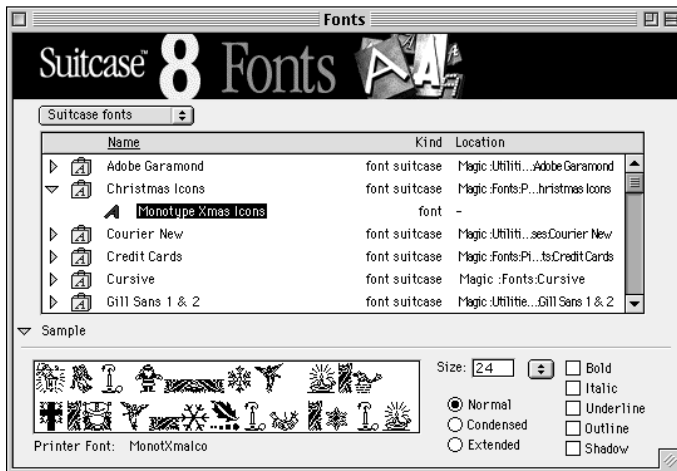 Fonts
Suitcase™ 8 Fonts
Suitcase fonts
Name Kind Location
Adobe Garamond font suitcase Magic :Utiliti...:Adobe Garamond
Christmas Icons font suitcase Magic :Fonts:P...hristmas Icons
Monotype Xmas Icons font -
Courier New font suitcase Magic :Utiliti...ses:Courier New
Credit Cards font suitcase Magic :Fonts:Pi...ts:Credit Cards
Cursive font suitcase Magic :Fonts:Cursive
Gill Sans 1 & 2 font suitcase Magic :Utilitie...:Gill Sans 1 & 2
Sample
Size: 24 Bold
Italic
Normal Underline
Condensed Outline
Extended Shadow
Printer Font: MonotXmaIco